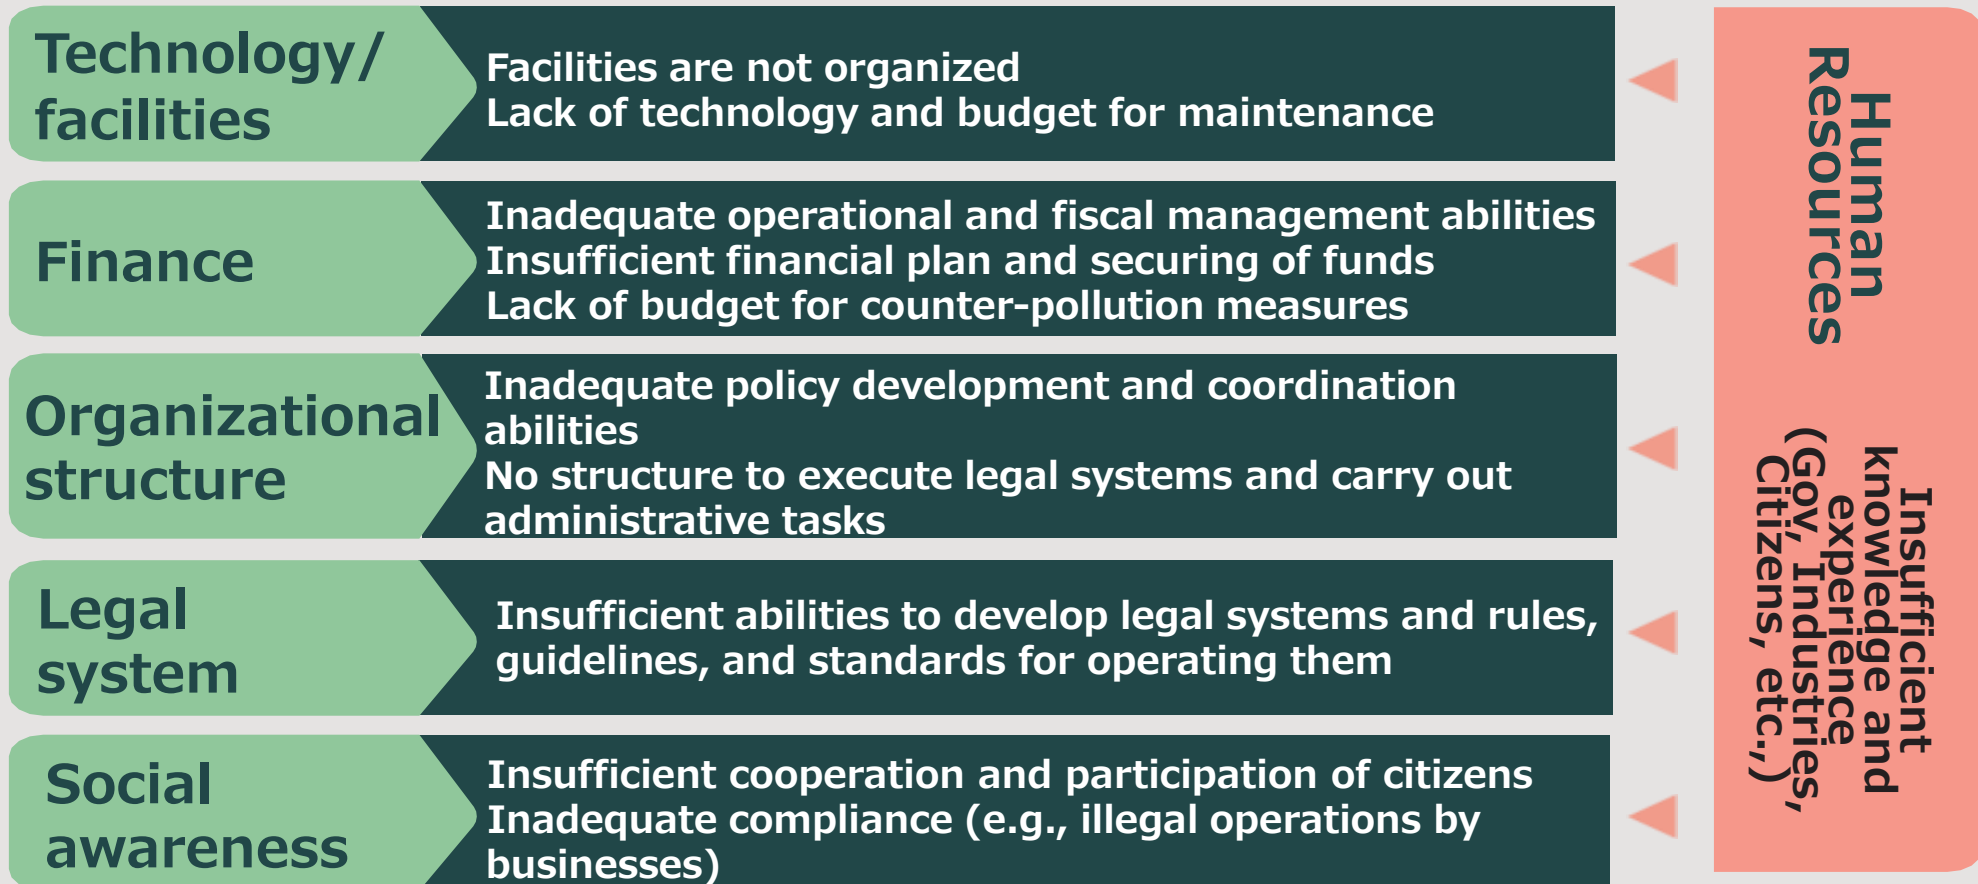 Technology/
facilities
Facilities are not organized
Lack of technology and budget for maintenance
Finance
Inadequate operational and fiscal management abilities
Insufficient financial plan and securing of funds
Lack of budget for counter-pollution measures
Organizational
structure
Inadequate policy development and coordination
abilities
No structure to execute legal systems and carry out
administrative tasks
Legal
system
Insufficient abilities to develop legal systems and rules,
guidelines, and standards for operating them
Social
awareness
Insufficient cooperation and participation of citizens
Inadequate compliance (e.g., illegal operations by
businesses)
Human
Resources
Insufficient
knowledge and
experience
(Gov, Industries,
Citizens, etc.,)